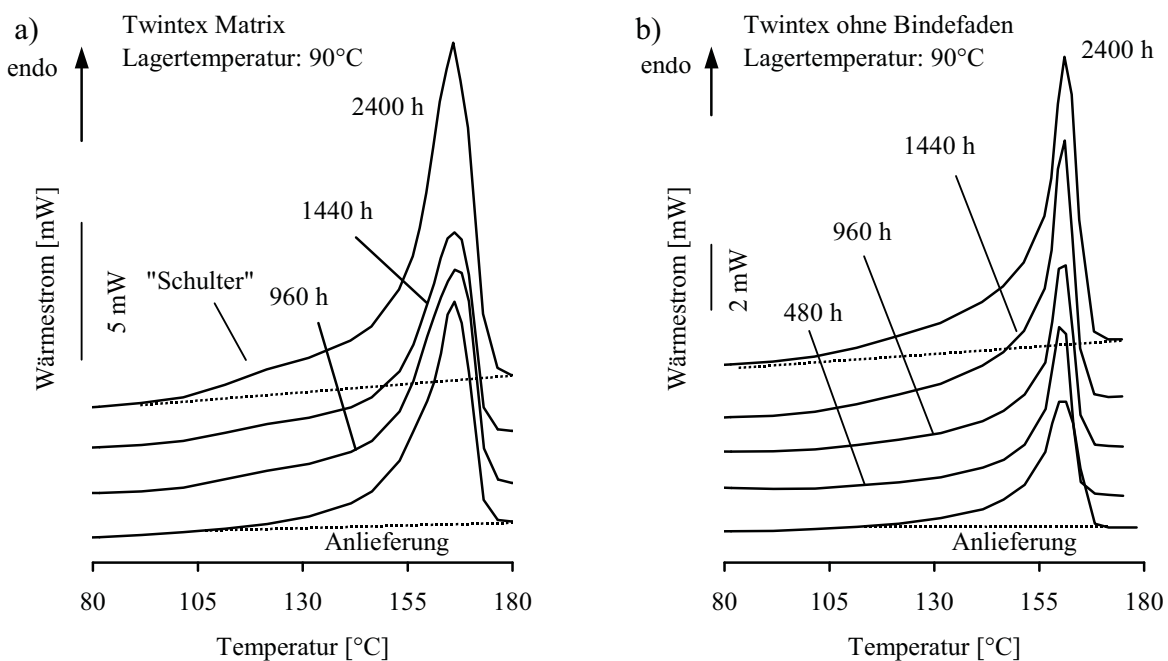 a)
Twintex Matrix
Lagertemperatur: 90°C
endo
2400 h
1440 h
"Schulter"
960 h
Wärmestrom [mW]
5 mW
Anlieferung
80 105 130 155 180
Temperatur [°C]
b)
Twintex ohne Bindefaden
Lagertemperatur: 90°C
endo
2400 h
1440 h
960 h
480 h
Wärmestrom [mW]
2 mW
Anlieferung
80 105 130 155 180
Temperatur [°C]